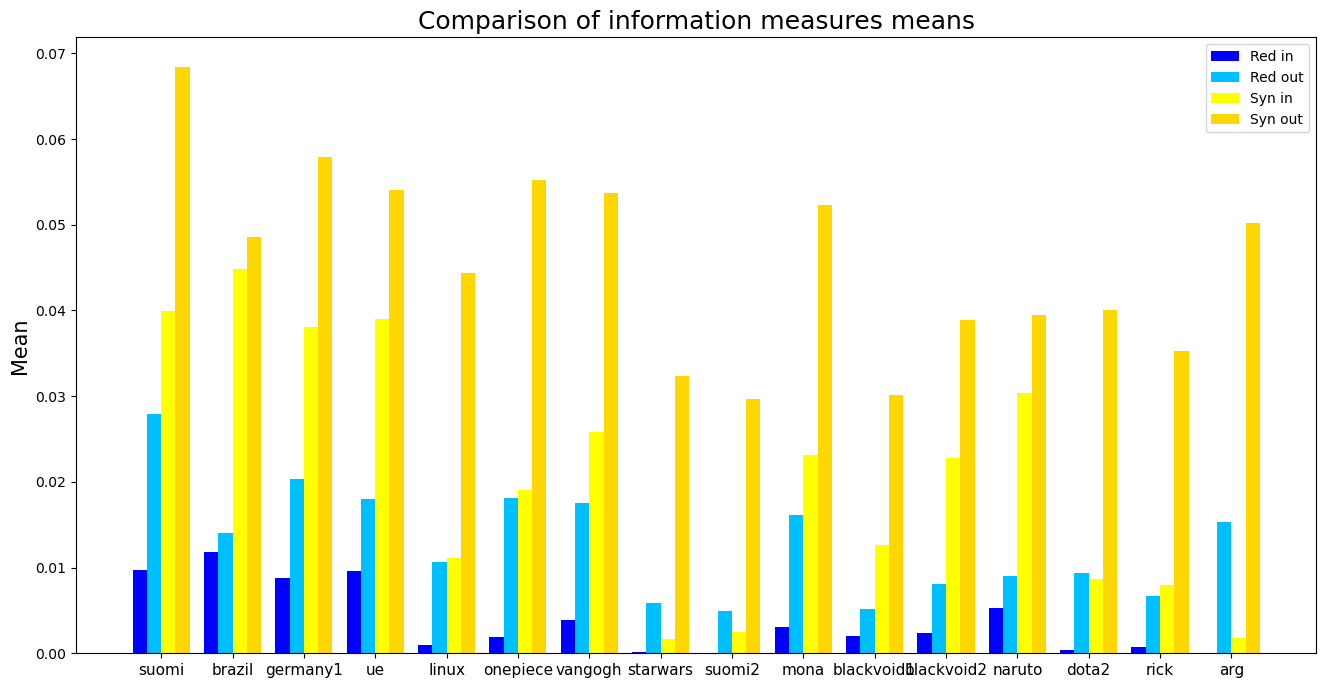 Comparison of information measures means
Red in
Red out
Syn in
Syn out
Mean
0.07
0.06
0.05
0.04
0.03
0.02
0.01
0.00
suomi brazil germany1 ue linux onepiece vangogh starwars suomi2 mona blackvoid1 blackvoid2 naruto dota2 rick arg